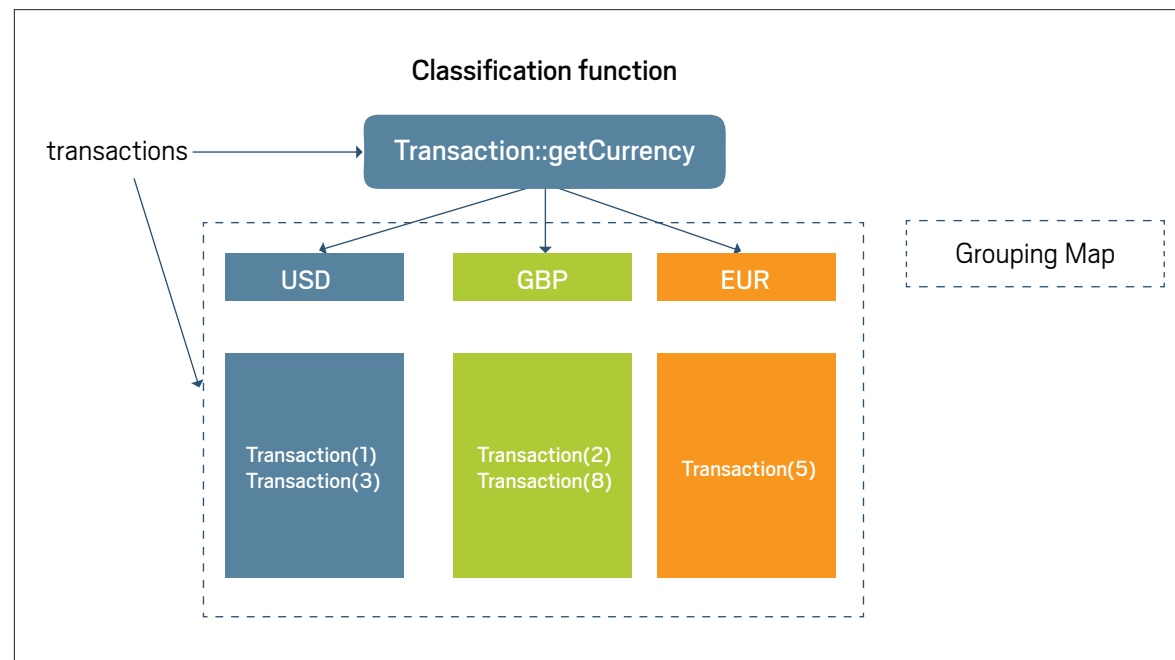 Classification function
transactions
Transaction::getCurrency
Grouping Map
USD
GBP
EUR
Transaction(1)
Transaction(3)
Transaction(2)
Transaction(8)
Transaction(5)